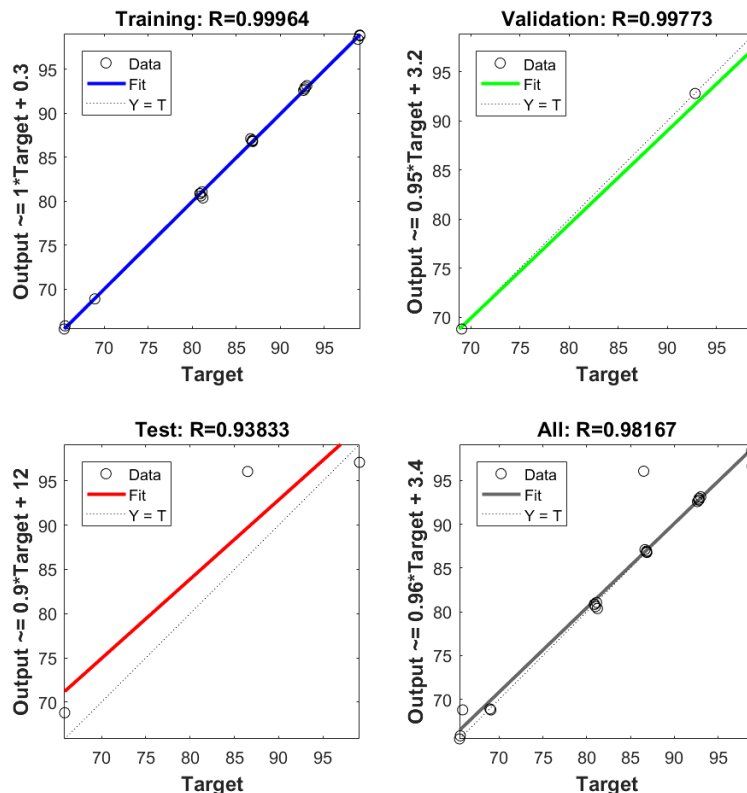 Training: R=0.99964
Output ~= 1*Target + 0.3
Data
Fit
Y = T
95
90
85
80
75
70
70 75 80 85 90 95
Target
Validation: R=0.99773
Output ~= 0.95*Target + 3.2
Data
Fit
Y = T
95
90
85
80
75
70
70 75 80 85 90 95
Target
Test: R=0.93833
Output ~= 0.9*Target + 12
Data
Fit
Y = T
95
90
85
80
75
70
70 75 80 85 90 95
Target
All: R=0.98167
Output ~= 0.96*Target + 3.4
Data
Fit
Y = T
95
90
85
80
75
70
70 75 80 85 90 95
Target